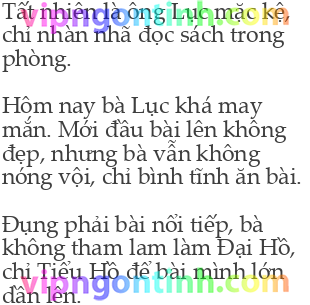 Tất nhiên là ông Lục mặc kệ,
chỉ nhàn nhã đọc sách trong
phòng.
Hôm nay bà Lục khá may
mắn. Mới đầu bài lên không
đẹp, nhưng bà vẫn không
nóng vội, chỉ bình tĩnh ăn bài.
Đụng phải bài nổi tiếp, bà
không tham lam làm Đại Hồ,
chỉ Tiểu Hồ để bài mình lớn
dần lên.
vipngontinh.com
vipngontinh.com